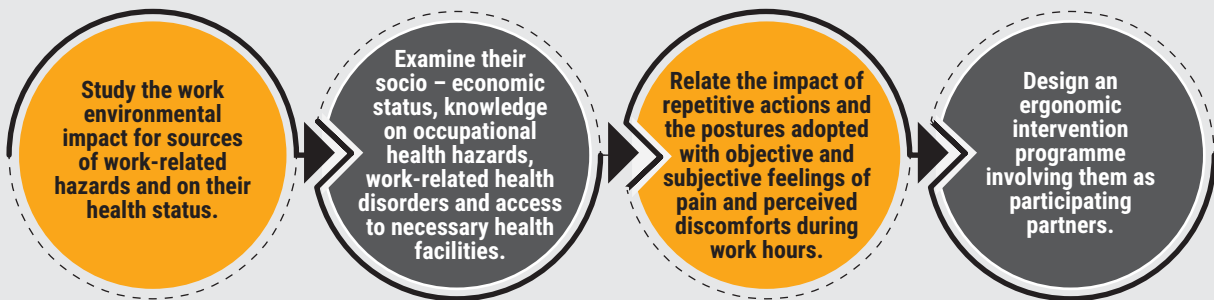 Study the work
environmental
impact for sources
of work-related
hazards and on their
health status.
Examine their
socio – economic
status, knowledge
on occupational
health hazards,
work-related health
disorders and access
to necessary health
facilities.
Relate the impact of
repetitive actions and
the postures adopted
with objective and
subjective feelings of
pain and perceived
discomforts during
work hours.
Design an
ergonomic
intervention
programme
involving them as
participating
partners.